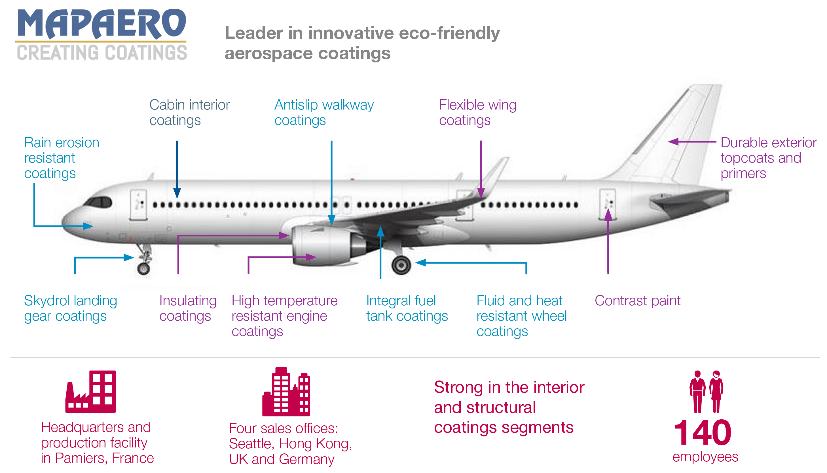 MAPAERO
CREATING COATINGS
Leader in innovative eco-friendly
aerospace coatings
Cabin interior
coatings
Antislip walkway
coatings
Flexible wing
coatings
Rain erosion
resistant
coatings
Durable exterior
topcoats and
primers
Skydrol landing
gear coatings
Insulating
coatings
High temperature
resistant engine
coatings
Integral fuel
tank coatings
Fluid and heat
resistant wheel
coatings
Contrast paint
Headquarters and
production facility
in Pamiers, France
Four sales offices:
Seattle, Hong Kong,
UK and Germany
Strong in the interior
and structural
coatings segments
140
employees